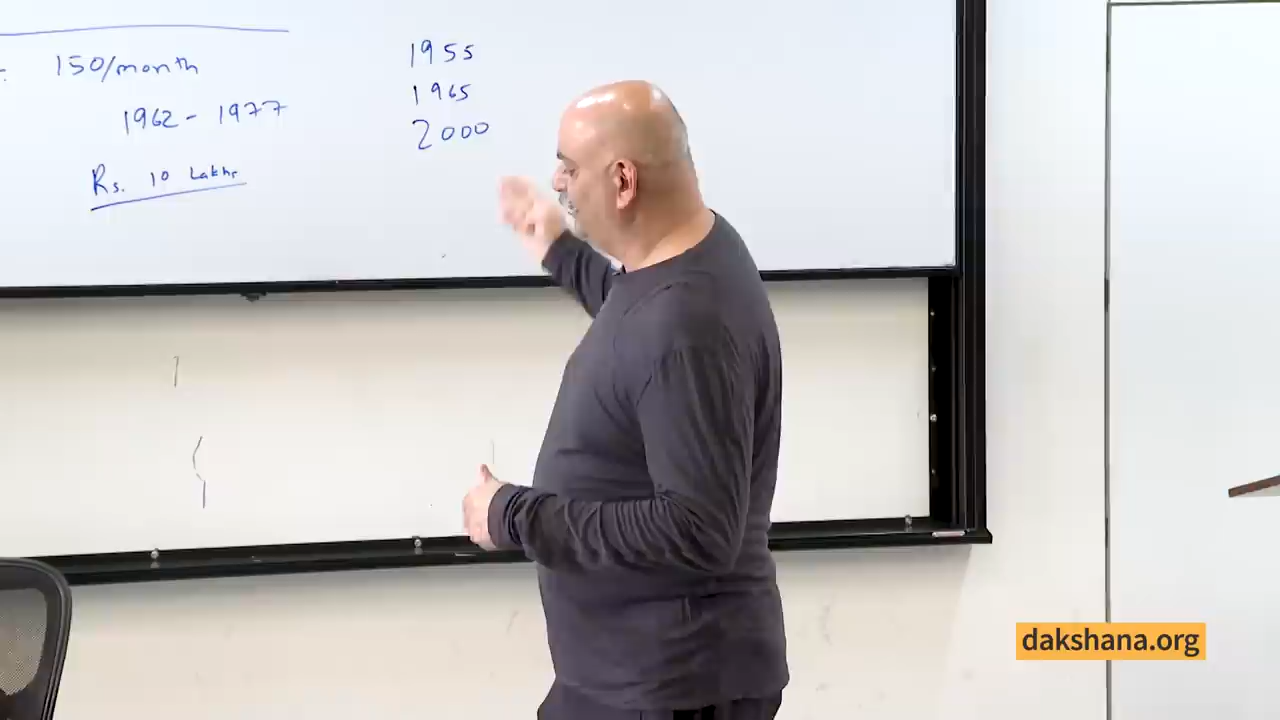 150/month
1962 - 1977
Rs. 10 Lakhs
1955
1965
2000
dakshana.org